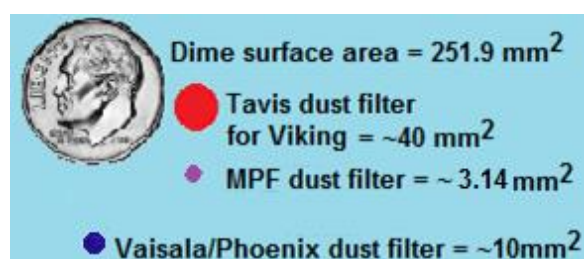 LIBERTY
Dime surface area = 251.9 mm²
Tavis dust filter
for Viking = ~40 mm²
MPF dust filter = ~ 3.14 mm²
Vaisala/Phoenix dust filter = ~10mm²